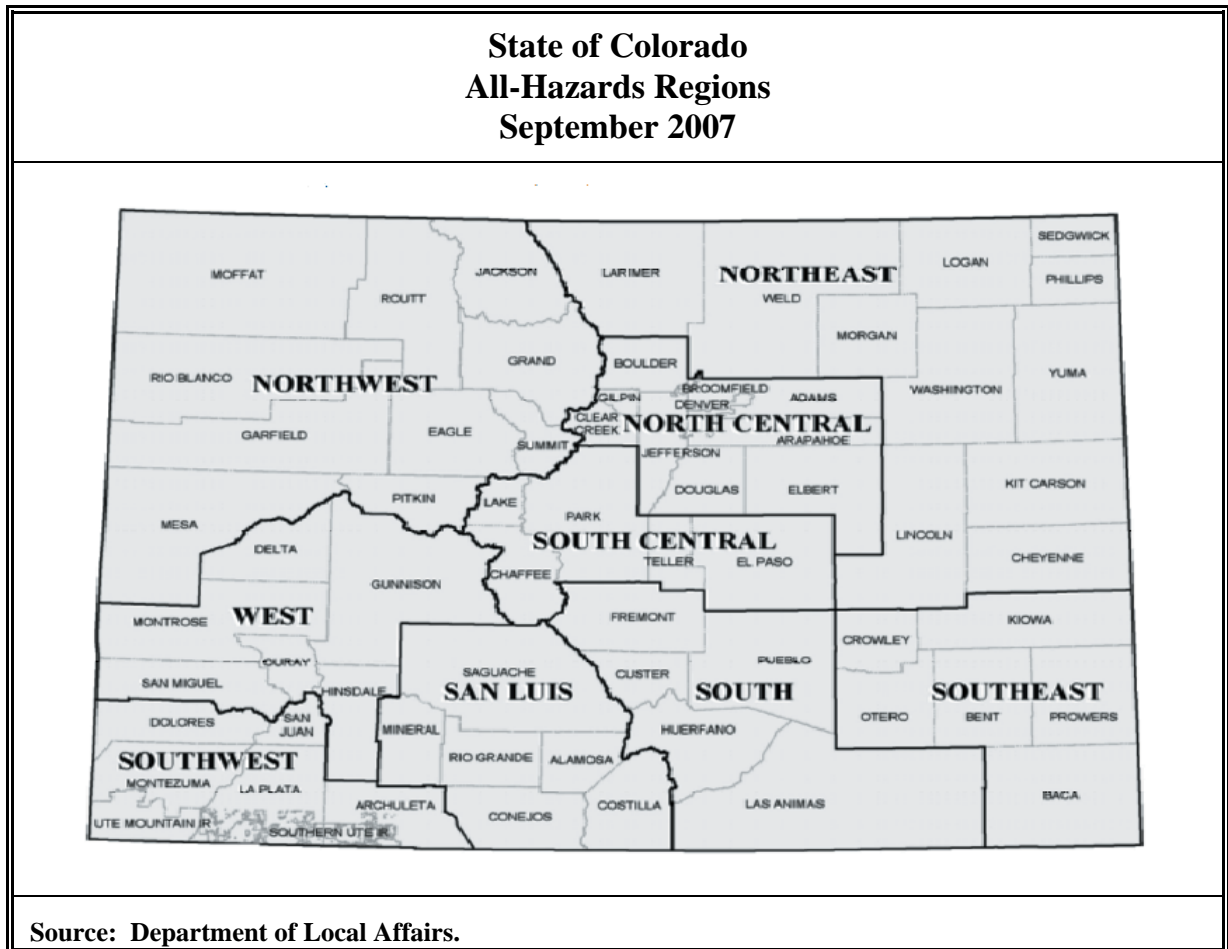 State of Colorado
All-Hazards Regions
September 2007
SEDGWICK
LOGAN
MOFFAT
JACKSON
LARIMER
NORTHEAST
PHILLIPS
ROUTT
WELD
MORGAN
GRAND
BOULDER
YUMA
RIO BLANCO
NORTHWEST
BROOMFIELD
WASHINGTON
GILPIN
DENVER
ADAMS
CLEAR
CREEK
NORTH CENTRAL
GARFIELD
EAGLE
SUMMIT
ARAPAHOE
JEFFERSON
KIT CARSON
PITKIN
LAKE
DOUGLAS
ELBERT
PARK
MESA
LINCOLN
DELTA
SOUTH CENTRAL
CHEYENNE
TELLER
EL PASO
GUNNISON
CHAFFEE
WEST
FREMONT
KIOWA
MONTROSE
CROWLEY
OURAY
PUEBLO
SAGUACHE
CUSTER
SAN MIGUEL
HINSDALE
SAN LUIS
SOUTH
SOUTHEAST
DOLORES
SAN
JUAN
MINERAL
HUERFANO
OTERO
BENT
PROWERS
SOUTHWEST
RIO GRANDE
ALAMOSA
MONTEZUMA
LA PLATA
ARCHULETA
CONEJOS
COSTILLA
LAS ANIMAS
BACA
UTE MOUNTAIN IR
SOUTHERN UTE IR
Source: Department of Local Affairs.